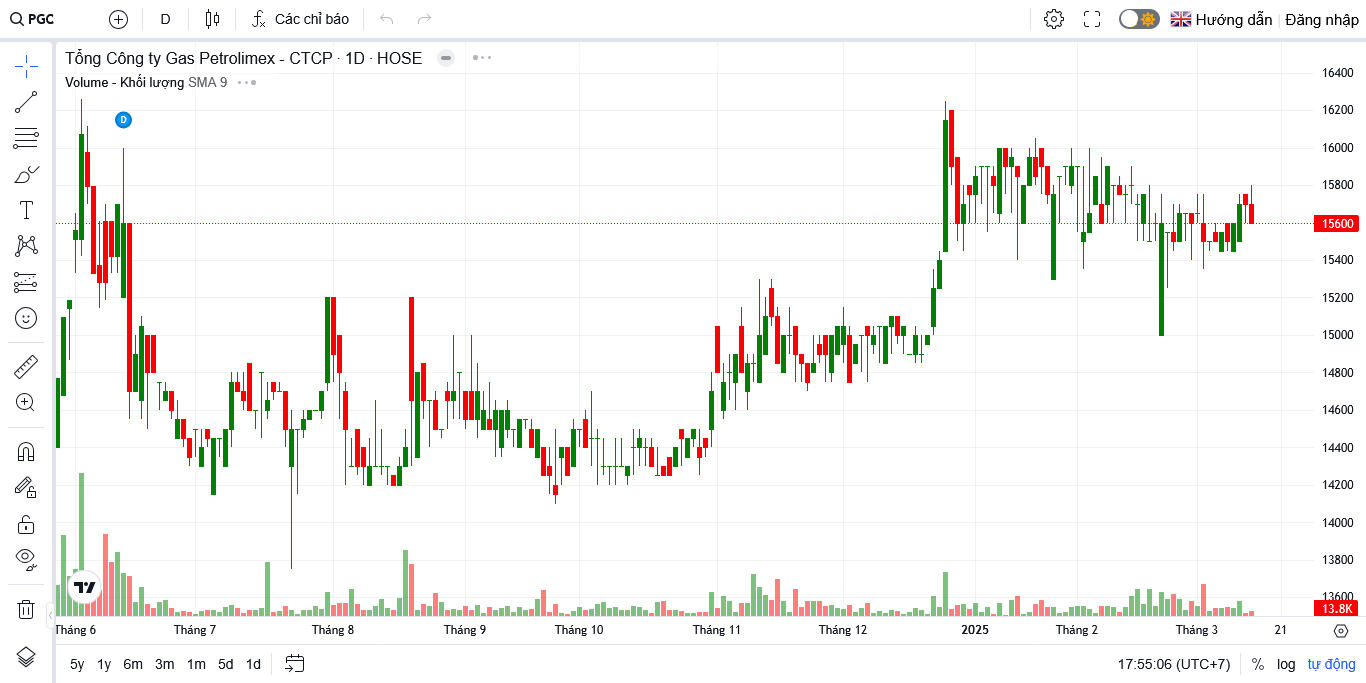 PGC D Các chỉ báo Hướng dẫn Đăng nhập
Tổng Công ty Gas Petrolimex - CTCP · 1D · HOSE
Volume - Khối lượng SMA 9
D
16400
16200
16000
15800
15600
15400
15200
15000
14800
14600
14400
14200
14000
13800
13600
13.8K
Tháng 6 Tháng 7 Tháng 8 Tháng 9 Tháng 10 Tháng 11 Tháng 12 2025 Tháng 2 Tháng 3 21
5y 1y 6m 3m 1m 5d 1d 17:55:06 (UTC+7) % log tự động